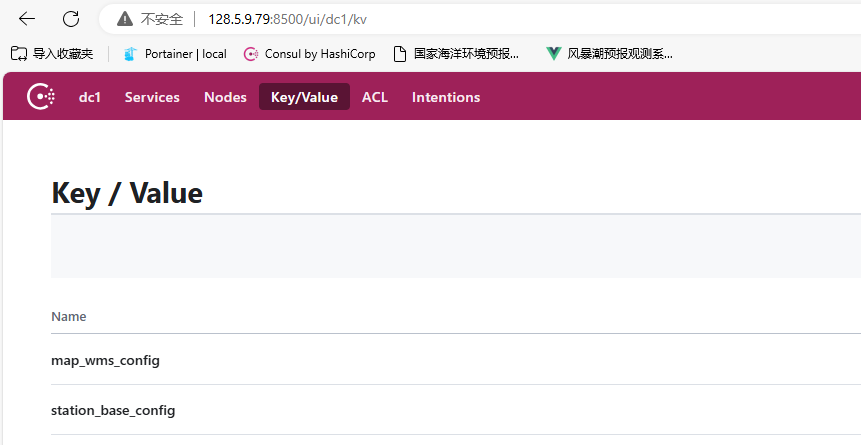 不安全 128.5.9.79:8500/ui/dc1/kv
导入收藏夹 Portainer | local Consul by HashiCorp 国家海洋环境预报... 风暴潮预报观测系...
dc1 Services Nodes Key/Value ACL Intentions
Key / Value
Name
map_wms_config
station_base_config